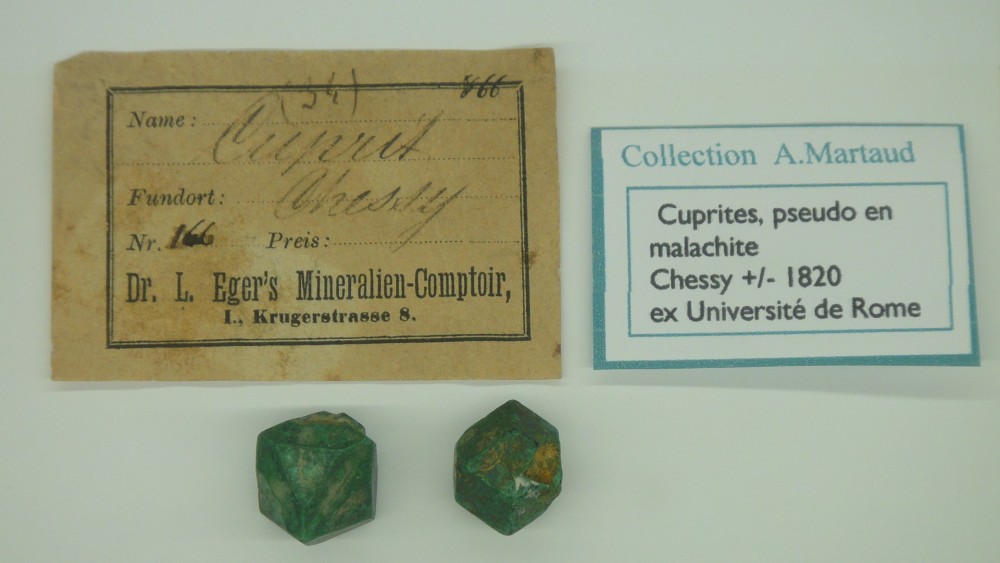 (34) 866
Name: Cuprit
Fundort: Chessy
Nr. 166 Preis:
Dr. L. Eger's Mineralien-Comptoir,
I., Krugerstrasse 8.
Collection A.Martaud
Cuprites, pseudo en
malachite
Chessy +/- 1820
ex Université de Rome